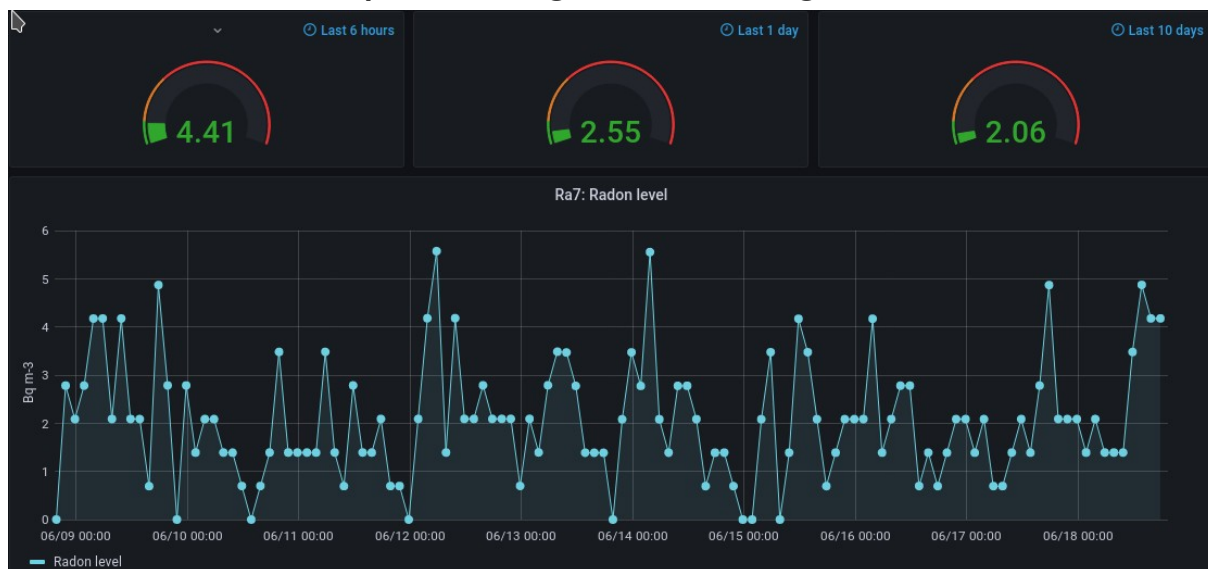 Last 6 hours
Last 1 day
Last 10 days
4.41
2.55
2.06
Ra7: Radon level
6
5
4
3
2
1
0
Bq m-3
06/09 00:00 06/10 00:00 06/11 00:00 06/12 00:00 06/13 00:00 06/14 00:00 06/15 00:00 06/16 00:00 06/17 00:00 06/18 00:00
Radon level